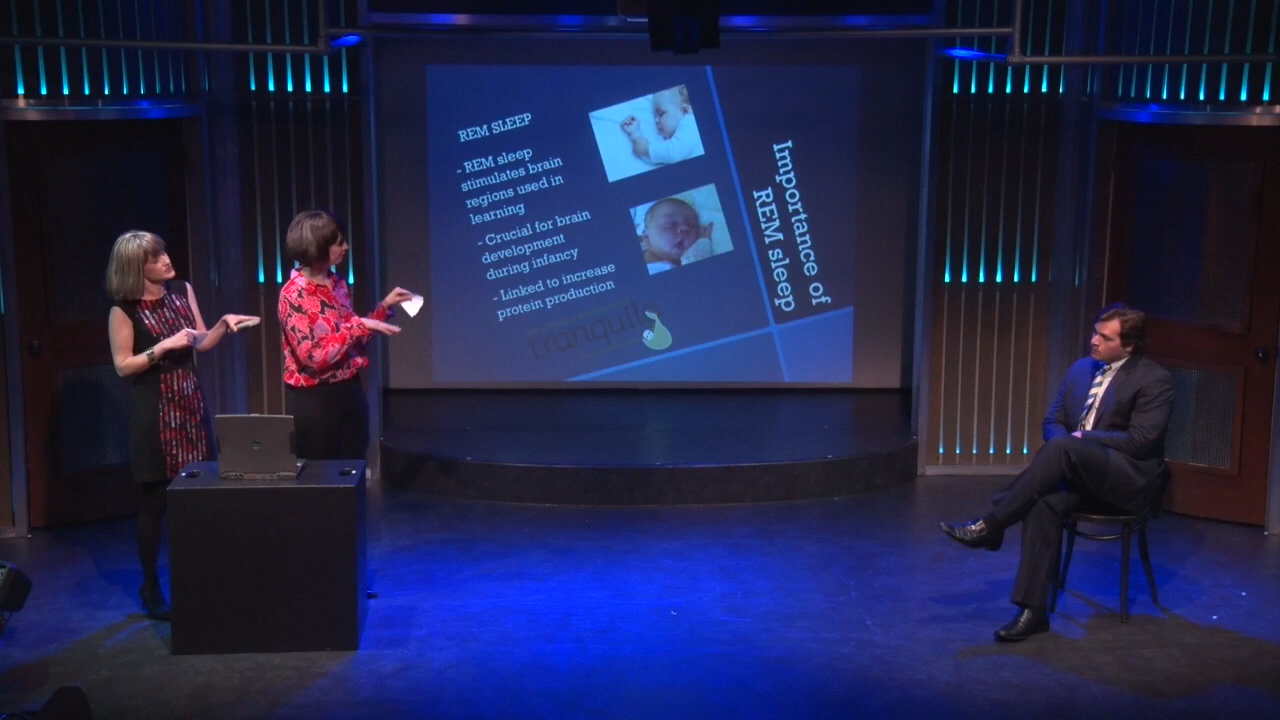 REM SLEEP
- REM sleep
stimulates brain
regions used in
learning
- Crucial for brain
development
during infancy
- Linked to increase
protein production
tranquilo
Importance of
REM sleep